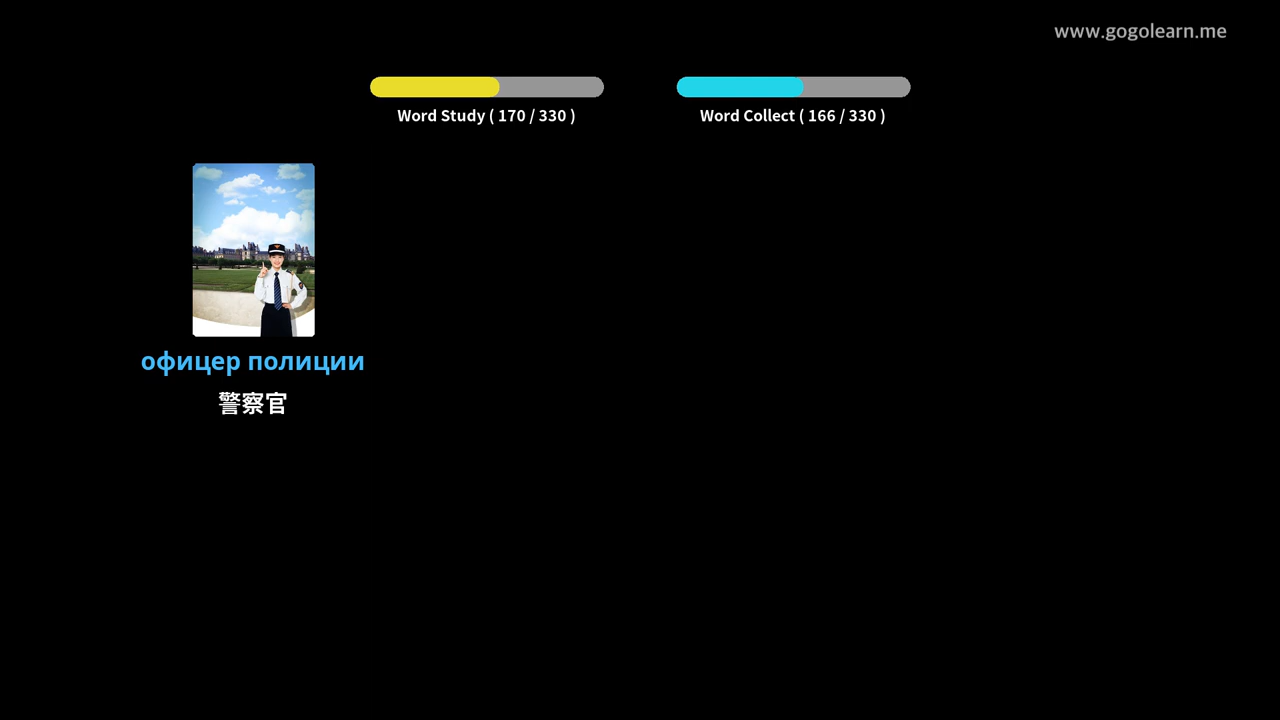 www.gogolearn.me
Word Study ( 170 / 330 )
Word Collect ( 166 / 330 )
офицер полиции
警察官